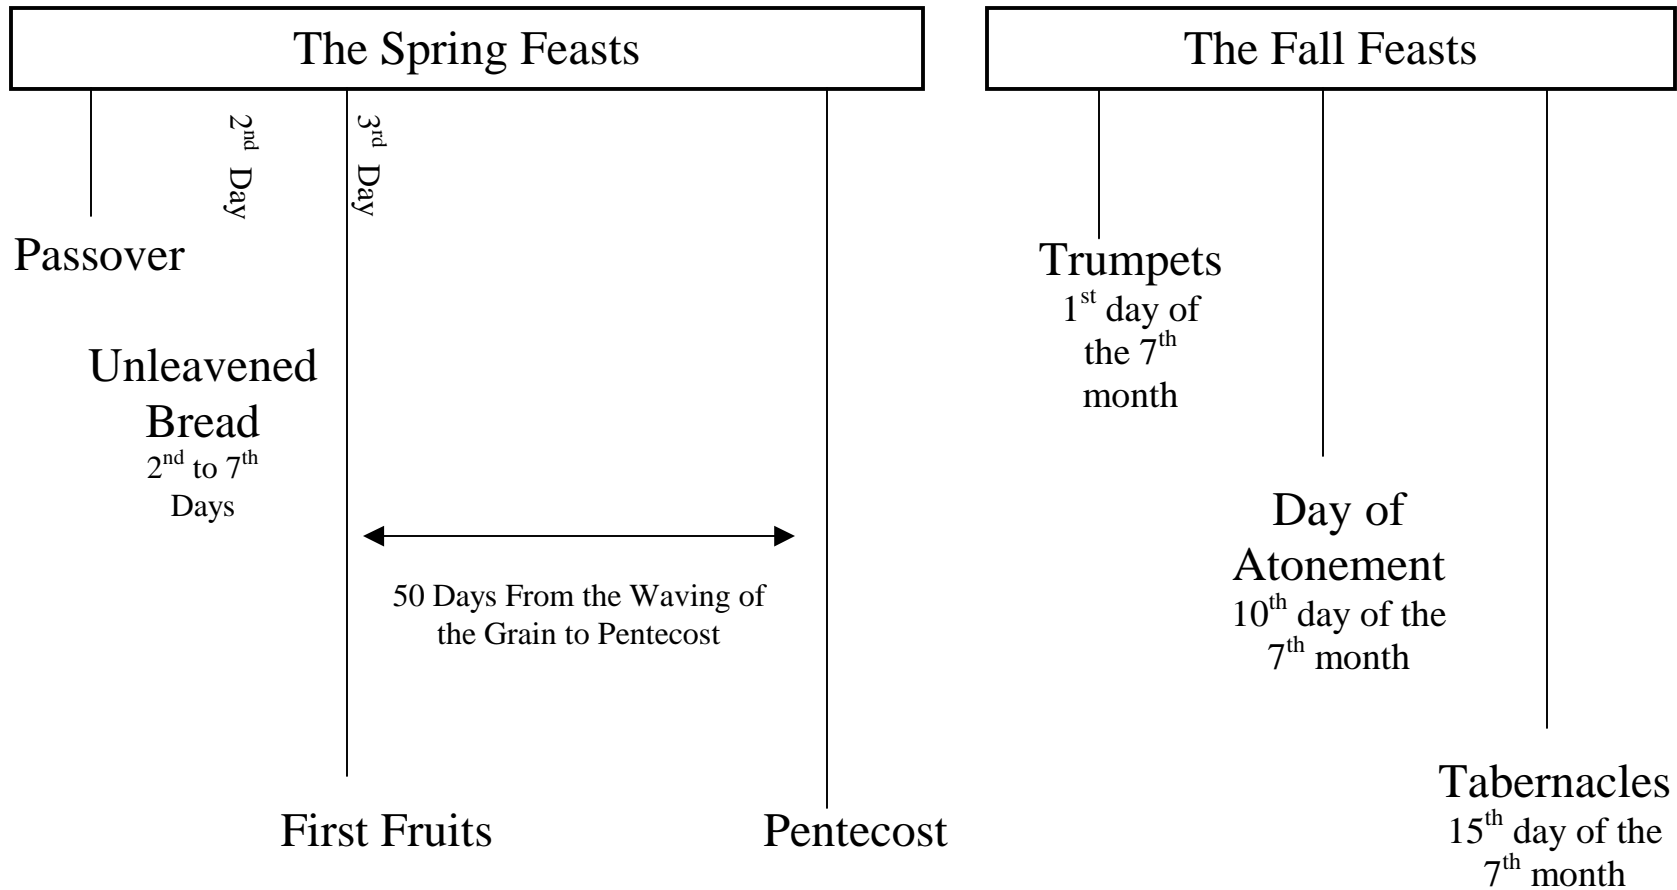 The Spring Feasts
2nd Day
3rd Day
Passover
Unleavened
Bread
2nd to 7th
Days
50 Days From the Waving of
the Grain to Pentecost
First Fruits
Pentecost
The Fall Feasts
Trumpets
1st day of
the 7th
month
Day of
Atonement
10th day of the
7th month
Tabernacles
15th day of the
7th month